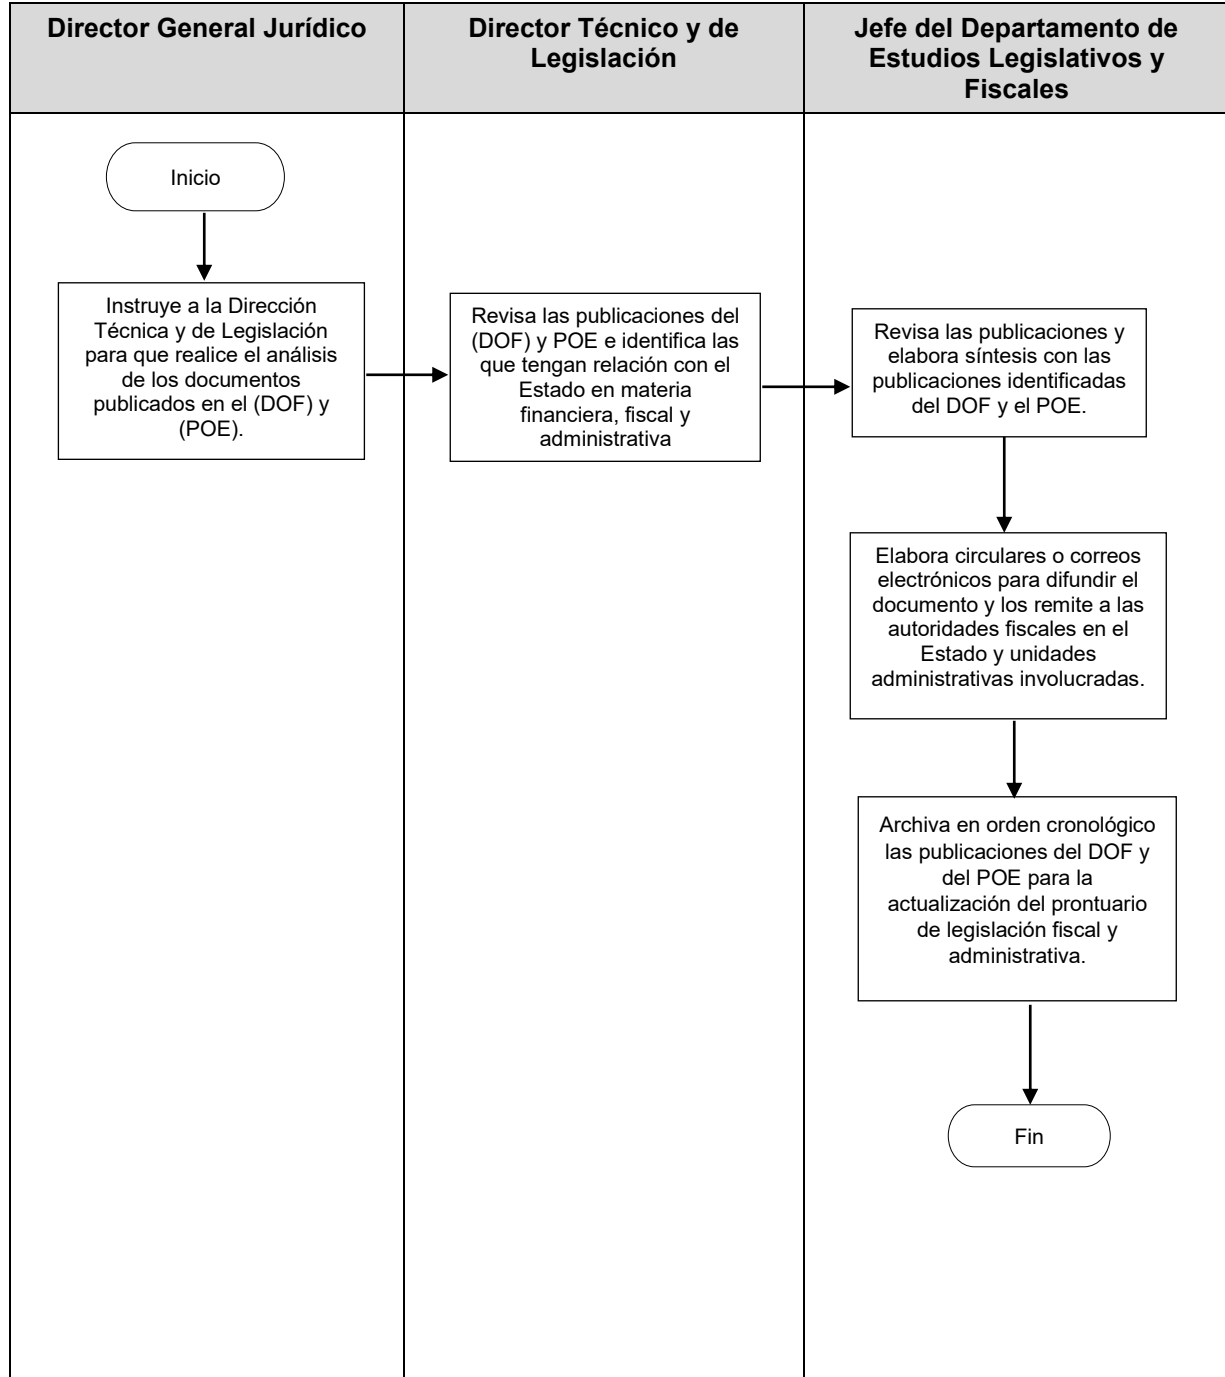 Director General Jurídico
Director Técnico y de
Legislación
Jefe del Departamento de
Estudios Legislativos y
Fiscales
Inicio
Instruye a la Dirección
Técnica y de Legislación
para que realice el análisis
de los documentos
publicados en el (DOF) y
(POE).
Revisa las publicaciones del
(DOF) y POE e identifica las
que tengan relación con el
Estado en materia
financiera, fiscal y
administrativa
Revisa las publicaciones y
elabora síntesis con las
publicaciones identificadas
del DOF y el POE.
Elabora circulares o correos
electrónicos para difundir el
documento y los remite a las
autoridades fiscales en el
Estado y unidades
administrativas involucradas.
Archiva en orden cronológico
las publicaciones del DOF y
del POE para la
actualización del prontuario
de legislación fiscal y
administrativa.
Fin